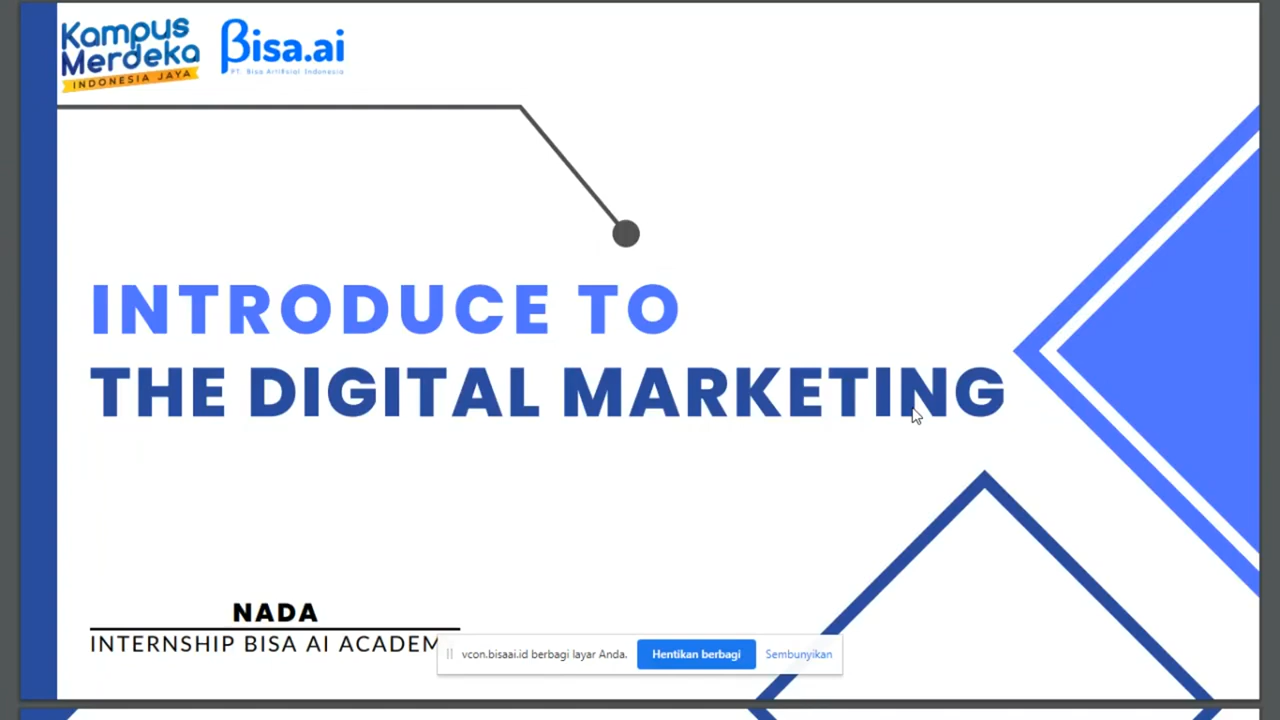 Kampus
Merdeka
INDONESIA JAYA
Bisa.ai
PT. Bisa Artifisial Indonesia
INTRODUCE TO
THE DIGITAL MARKETING
NADA
INTERNSHIP BISA AI ACADEM
vcon.bisaai.id berbagi layar Anda.
Hentikan berbagi
Sembunyikan